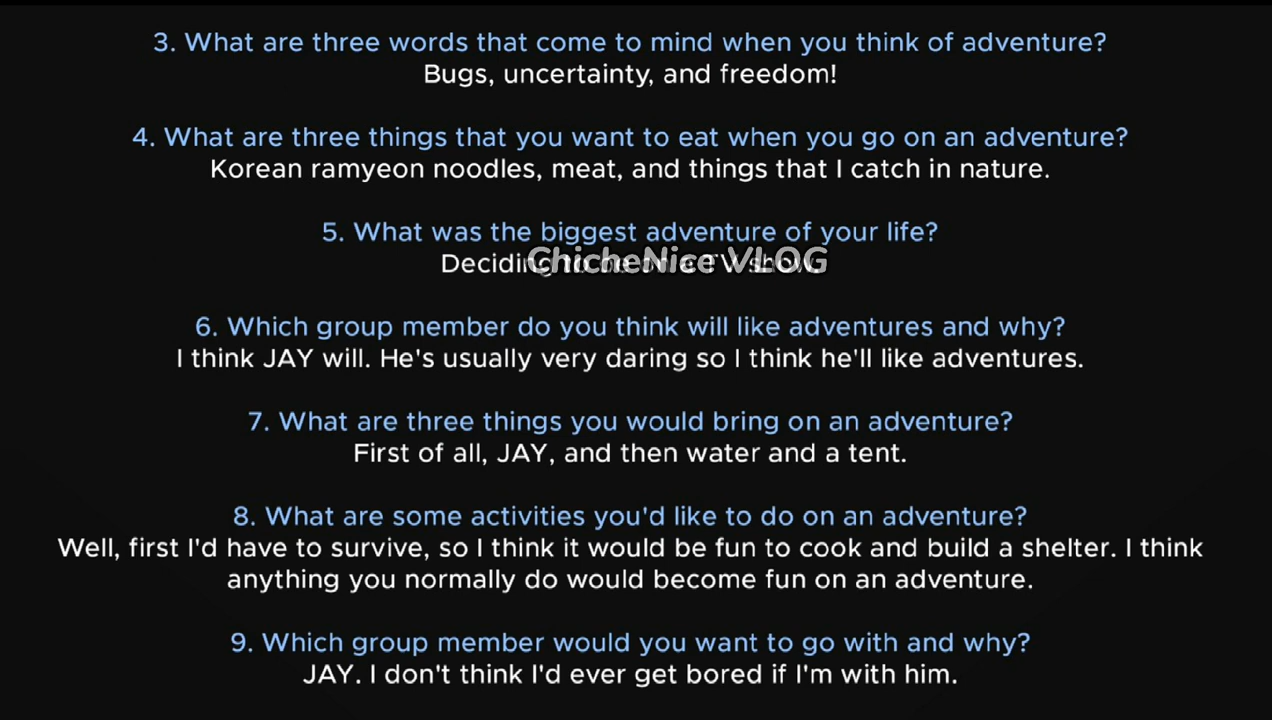 3. What are three words that come to mind when you think of adventure?
Bugs, uncertainty, and freedom!
4. What are three things that you want to eat when you go on an adventure?
Korean ramyeon noodles, meat, and things that I catch in nature.
5. What was the biggest adventure of your life?
Deciding to be on a TV show.
ChicheNice VLOG
6. Which group member do you think will like adventures and why?
I think JAY will. He's usually very daring so I think he'll like adventures.
7. What are three things you would bring on an adventure?
First of all, JAY, and then water and a tent.
8. What are some activities you'd like to do on an adventure?
Well, first I'd have to survive, so I think it would be fun to cook and build a shelter. I think
anything you normally do would become fun on an adventure.
9. Which group member would you want to go with and why?
JAY. I don't think I'd ever get bored if I'm with him.